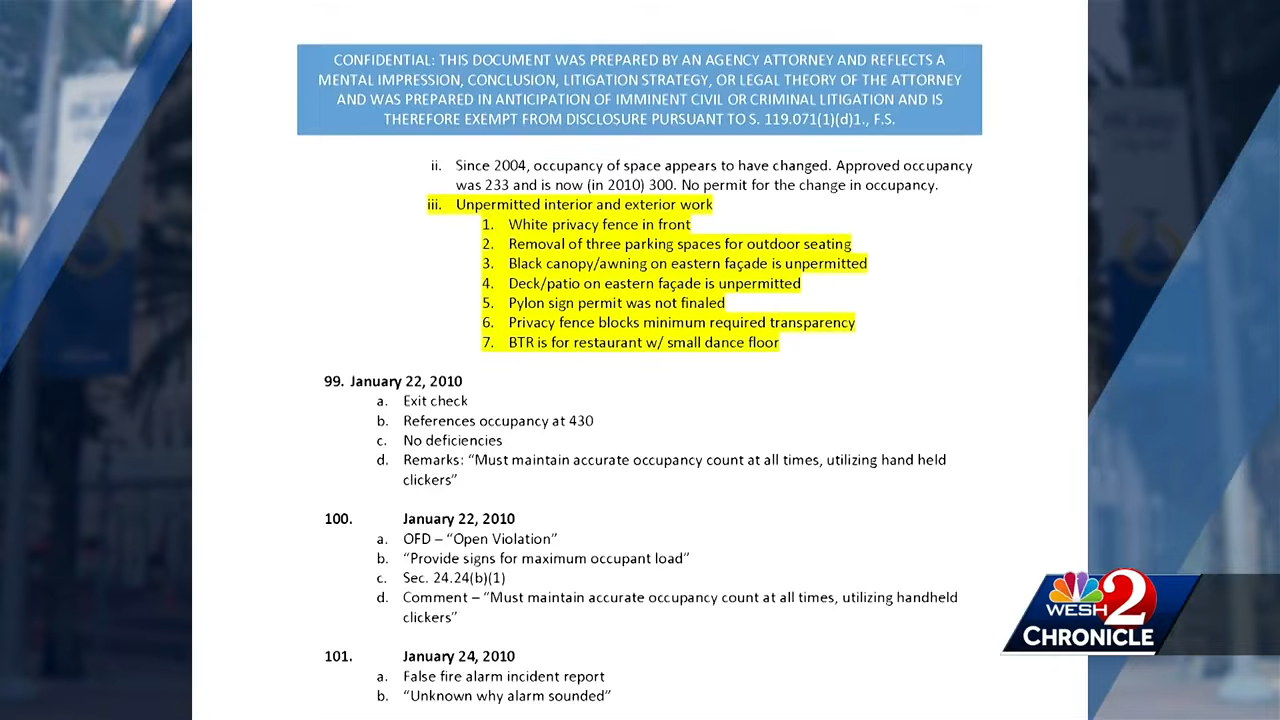 CONFIDENTIAL: THIS DOCUMENT WAS PREPARED BY AN AGENCY ATTORNEY AND REFLECTS A
MENTAL IMPRESSION, CONCLUSION, LITIGATION STRATEGY, OR LEGAL THEORY OF THE ATTORNEY
AND WAS PREPARED IN ANTICIPATION OF IMMINENT CIVIL OR CRIMINAL LITIGATION AND IS
THEREFORE EXEMPT FROM DISCLOSURE PURSUANT TO S. 119.071(1)(d)1., F.S.
ii. Since 2004, occupancy of space appears to have changed. Approved occupancy
was 233 and is now (in 2010) 300. No permit for the change in occupancy.
iii. Unpermitted interior and exterior work
1. White privacy fence in front
2. Removal of three parking spaces for outdoor seating
3. Black canopy/awning on eastern façade is unpermitted
4. Deck/patio on eastern façade is unpermitted
5. Pylon sign permit was not finaled
6. Privacy fence blocks minimum required transparency
7. BTR is for restaurant w/ small dance floor
99. January 22, 2010
a. Exit check
b. References occupancy at 430
c. No deficiencies
d. Remarks: “Must maintain accurate occupancy count at all times, utilizing hand held
clickers”
100. January 22, 2010
a. OFD – “Open Violation”
b. “Provide signs for maximum occupant load”
c. Sec. 24.24(b)(1)
d. Comment – “Must maintain accurate occupancy count at all times, utilizing handheld
clickers”
101. January 24, 2010
a. False fire alarm incident report
b. “Unknown why alarm sounded”
WESH 2
CHRONICLE